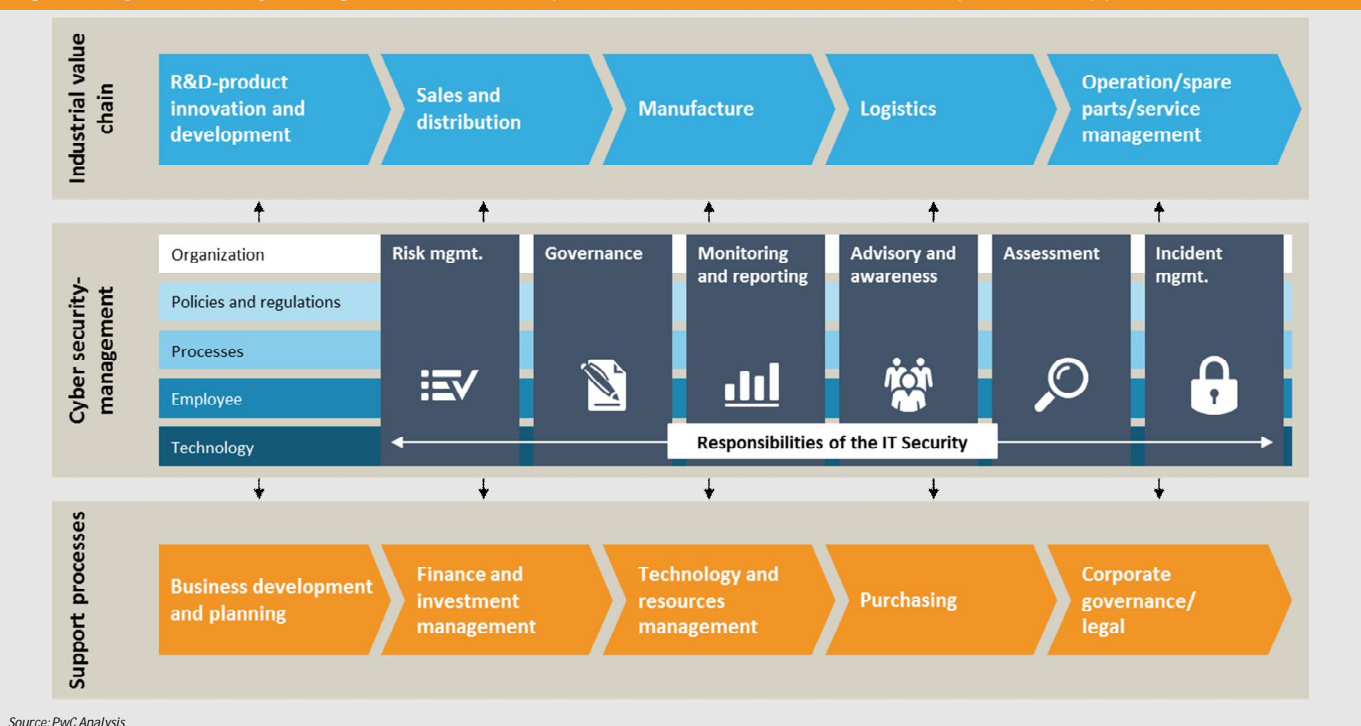 Industrial value
chain
R&D-product
innovation and
development
Sales and
distribution
Manufacture
Logistics
Operation/spare
parts/service
management
Cyber security-
management
Organization
Policies and regulations
Processes
Employee
Technology
Risk mgmt.
Governance
Monitoring
and reporting
Advisory and
awareness
Assessment
Incident
mgmt.
Responsibilities of the IT Security
Support processes
Business development
and planning
Finance and
investment
management
Technology and
resources
management
Purchasing
Corporate
governance/
legal
Source: PwC Analysis